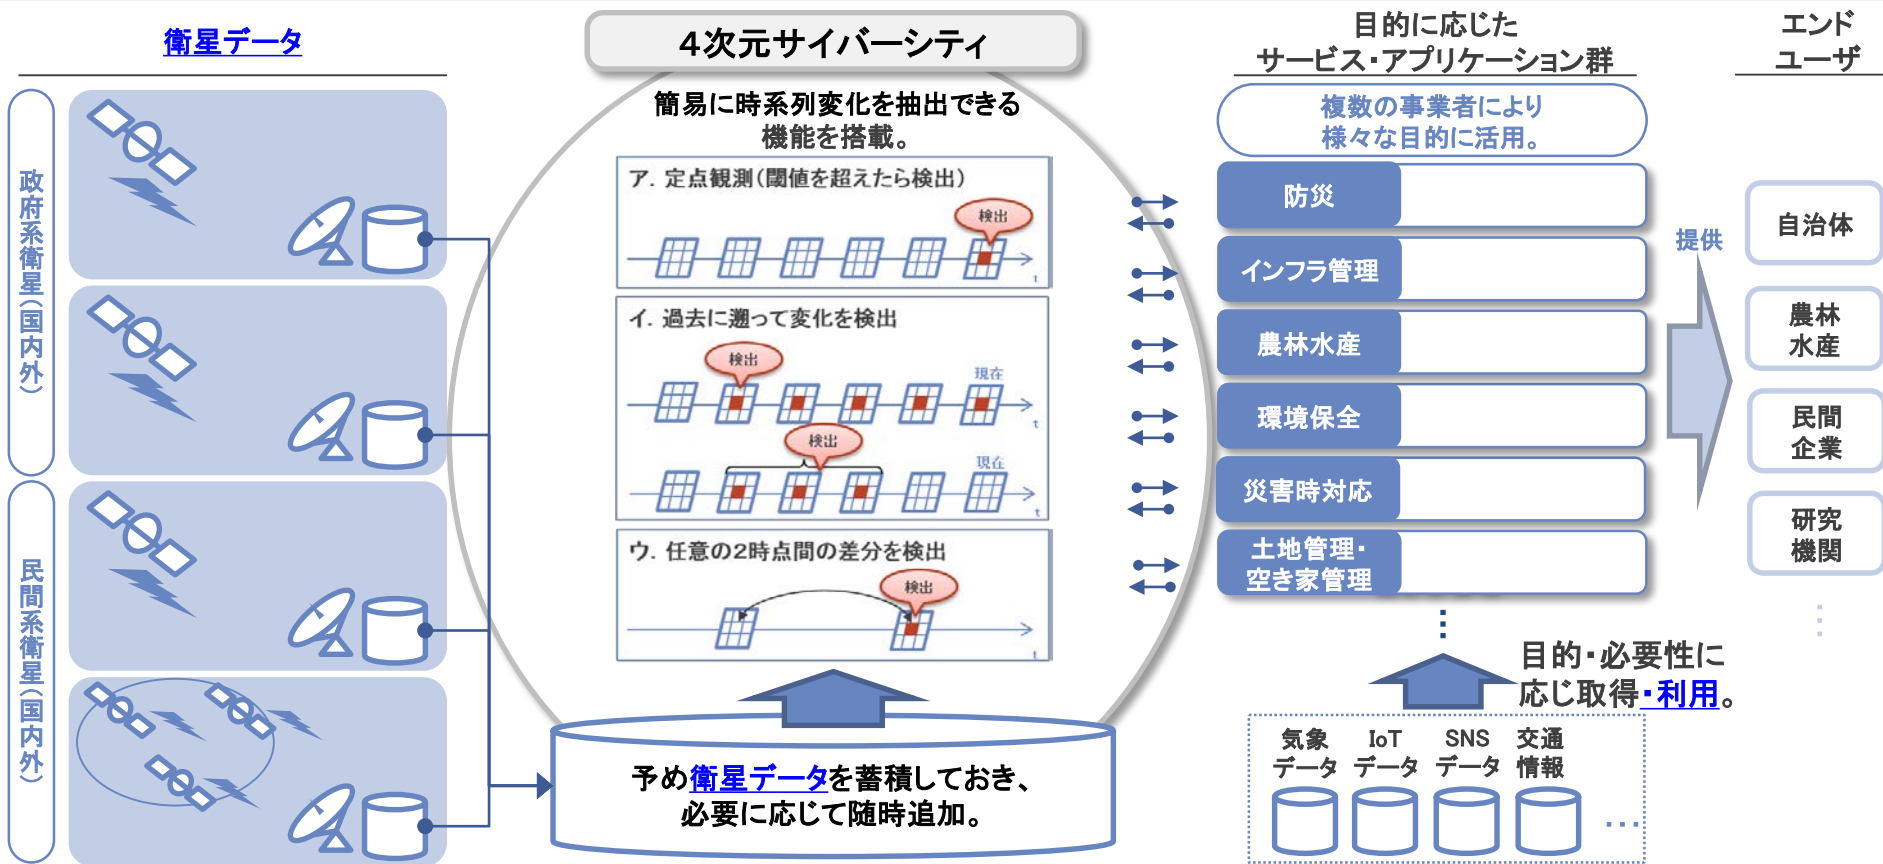 衛星データ
政府系衛星(国内外)
民間系衛星(国内外)
4次元サイバーシティ
簡易に時系列変化を抽出できる
機能を搭載。
ア. 定点観測(閾値を超えたら検出)
検出
t
イ. 過去に遡って変化を検出
検出
現在
t
検出
現在
t
ウ. 任意の2時点間の差分を検出
検出
t
予め衛星データを蓄積しておき、
必要に応じて随時追加。
目的に応じた
サービス・アプリケーション群
複数の事業者により
様々な目的に活用。
防災
インフラ管理
農林水産
環境保全
災害時対応
土地管理・
空き家管理
⋮
目的・必要性に
応じ取得・利用。
気象
データ
IoT
データ
SNS
データ
交通
情報
…
提供
エンド
ユーザ
自治体
農林
水産
民間
企業
研究
機関
⋮